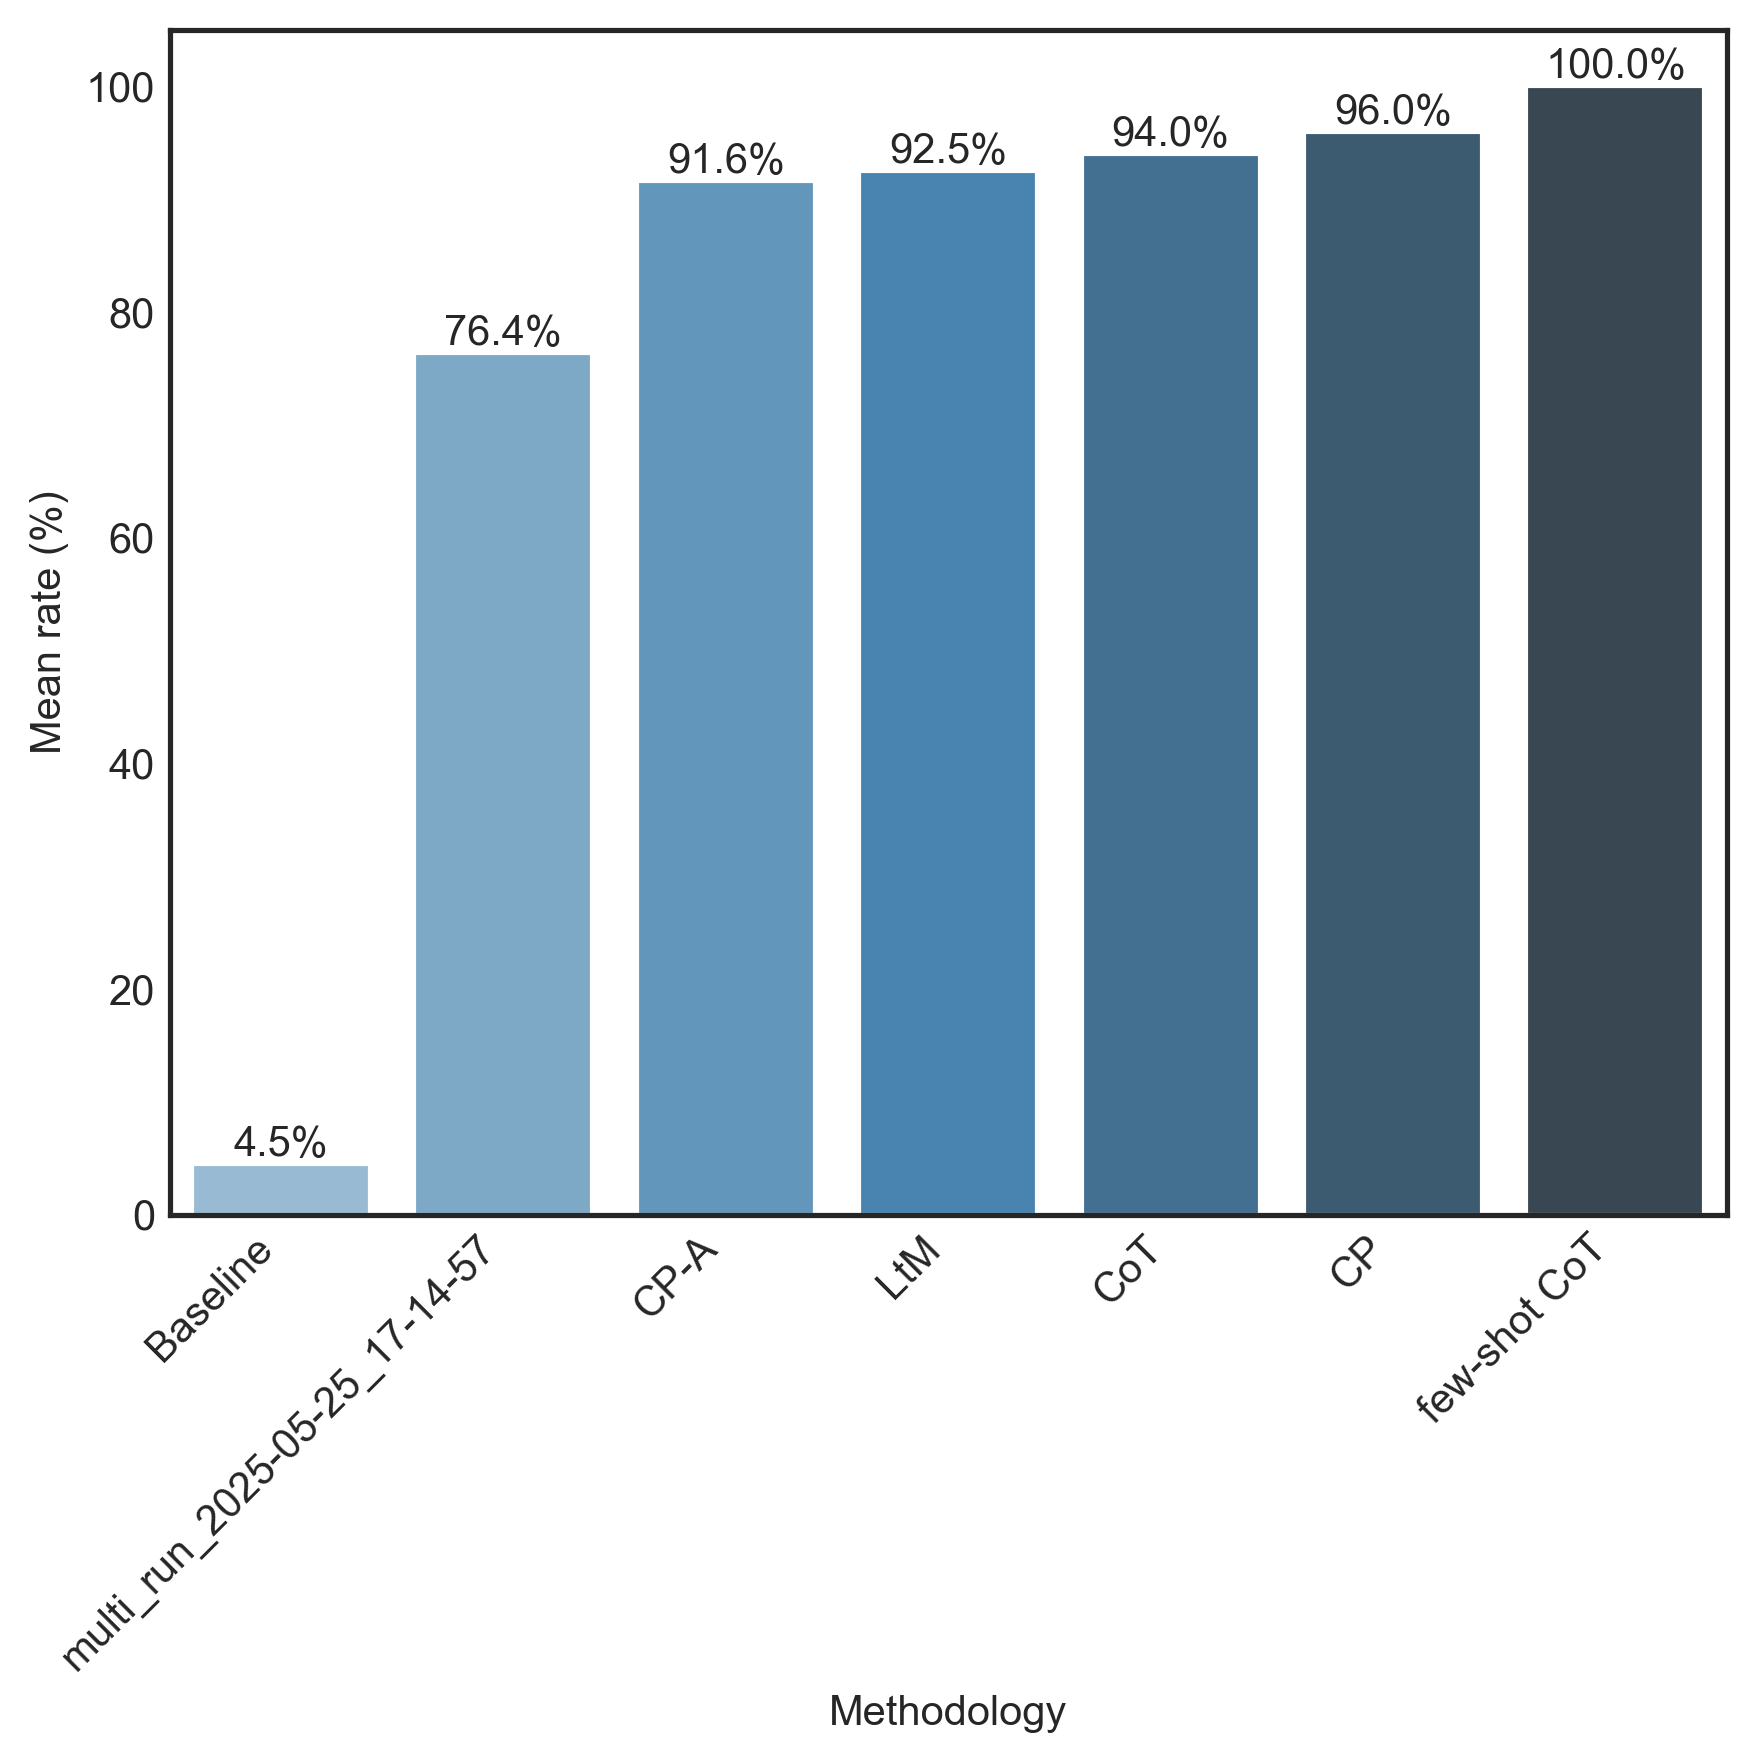 100.0%
96.0%
94.0%
92.5%
91.6%
76.4%
4.5%
100
80
60
40
20
0
Mean rate (%)
Baseline
multi_run_2025-05-25_17-14-57
CP-A
LtM
CoT
CP
few-shot CoT
Methodology